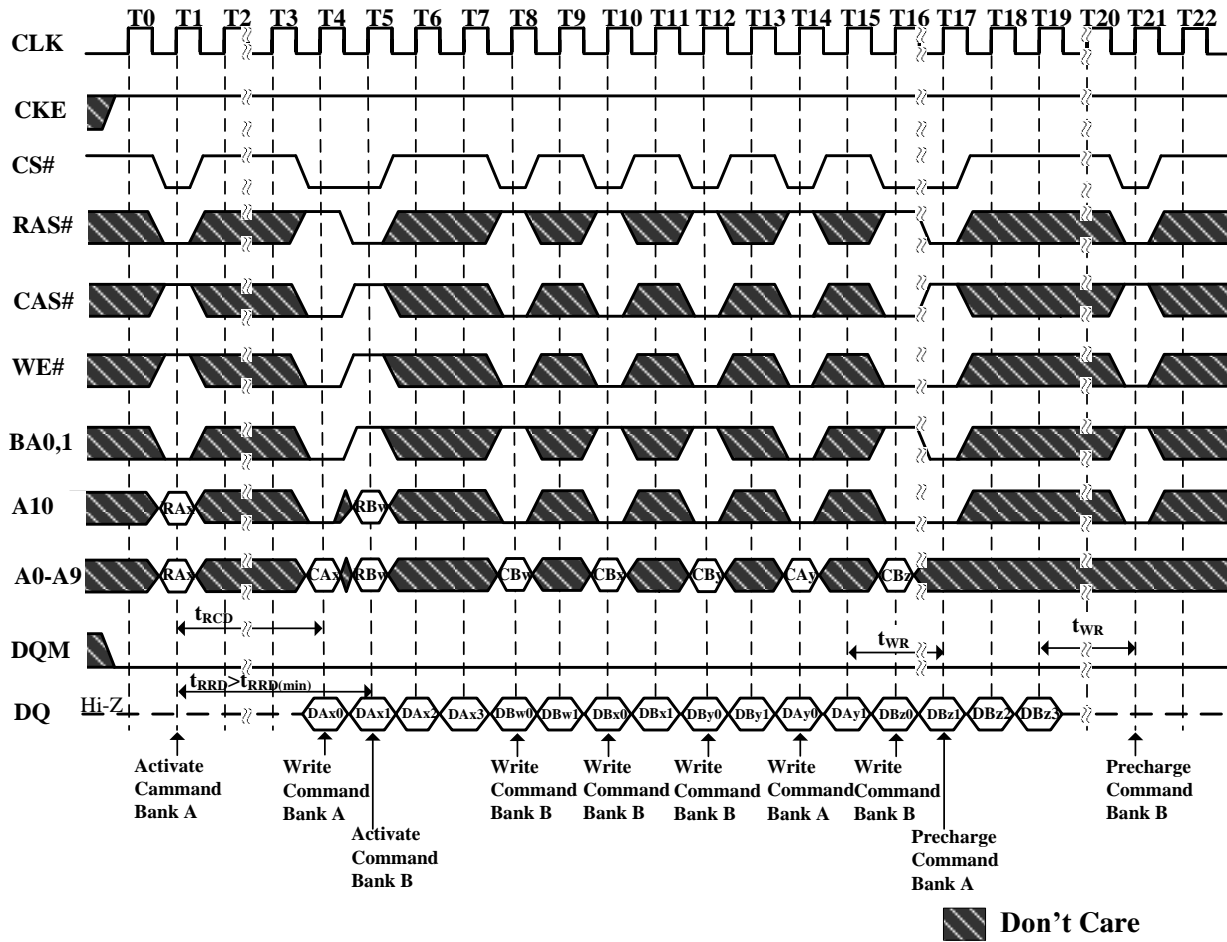 T0 T1 T2 T3 T4 T5 T6 T7 T8 T9 T10 T11 T12 T13 T14 T15 T16 T17 T18 T19 T20 T21 T22
CLK
CKE
CS#
RAS#
CAS#
WE#
BA0,1
A10 RAx RBw
A0-A9 RAx CAx RBw CBw CBx CBy CAy CBz
tRCD
tWR
tWR
DQM
tRRD>tRRD(min)
DQ Hi-Z DAx0 DAx1 DAx2 DAx3 DBw0 DBw1 DBx0 DBx1 DBy0 DBy1 DAy0 DAy1 DBz0 DBz1 DBz2 DBz3
Activate
Cammand
Bank A
Write
Command
Bank A
Activate
Command
Bank B
Write
Command
Bank B
Write
Command
Bank B
Write
Command
Bank B
Write
Command
Bank A
Write
Command
Bank B
Precharge
Command
Bank A
Precharge
Command
Bank B
Don't Care